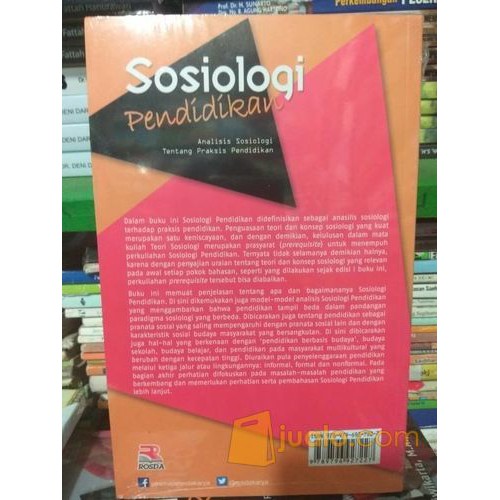 Prof. Dr. H. SUNARTO
Perkembangan
Fattah
Sosiologi
Pendidikan
Analisis Sosiologi
Tentang Praksis Pendidikan
Dalam buku ini Sosiologi Pendidikan didefinisikan sebagai analisis sosiologi
terhadap praksis pendidikan. Penguasaan teori dan konsep sosiologi yang kuat
merupakan satu keniscayaan, dan dengan demikian, kelulusan dalam mata
kuliah Teori Sosiologi merupakan prasyarat (prerequisite) untuk menempuh
perkuliahan Sosiologi Pendidikan. Ternyata tidak selamanya demikian halnya,
karena dengan penyajian uraian tentang teori dan konsep sosiologi yang relevan
pada awal setiap pokok bahasan, seperti yang dilakukan sejak edisi I buku ini,
perkuliahan prerequisite tersebut bisa diabaikan.
Buku ini memuat penjelasan tentang apa dan bagaimananya Sosiologi
Pendidikan. Di sini dikemukakan juga model-model analisis Sosiologi Pendidikan
yang menggambarkan bahwa pendidikan tampil beda dalam pandangan
paradigma sosiologi yang berbeda. Dibicarakan juga tentang pendidikan sebagai
pranata sosial yang saling mempengaruhi dengan pranata sosial lain dan dengan
karakteristik sosial budaya masyarakat yang bersangkutan. Di sini dibicarakan
juga hal-hal yang berkenaan dengan 'pendidikan berbasis budaya', budaya
sekolah, budaya belajar, dan pendidikan pada masyarakat multikultural yang
berubah dengan kecepatan tinggi. Diuraikan pula penyelenggaraan pendidikan
melalui ketiga jalur atau lingkungannya: informal, formal dan nonformal. Pada
bagian akhir perhatian difokuskan pada masalah-masalah pendidikan yang
berkembang dan memerlukan perhatian serta pembahasan Sosiologi Pendidikan
lebih lanjut.
ROSDA
jualo.com